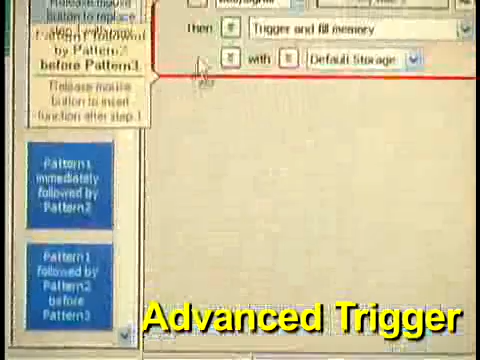 Release mouse
button to replace
Then
Trigger and fill memory
Pattern1 followed
by Pattern2
before Pattern3.
with
Default Storage
Release mouse
button to insert
function after step 1
Pattern1
immediately
followed by
Pattern2
Pattern1
followed by
Pattern2
before
Pattern3
Advanced Trigger